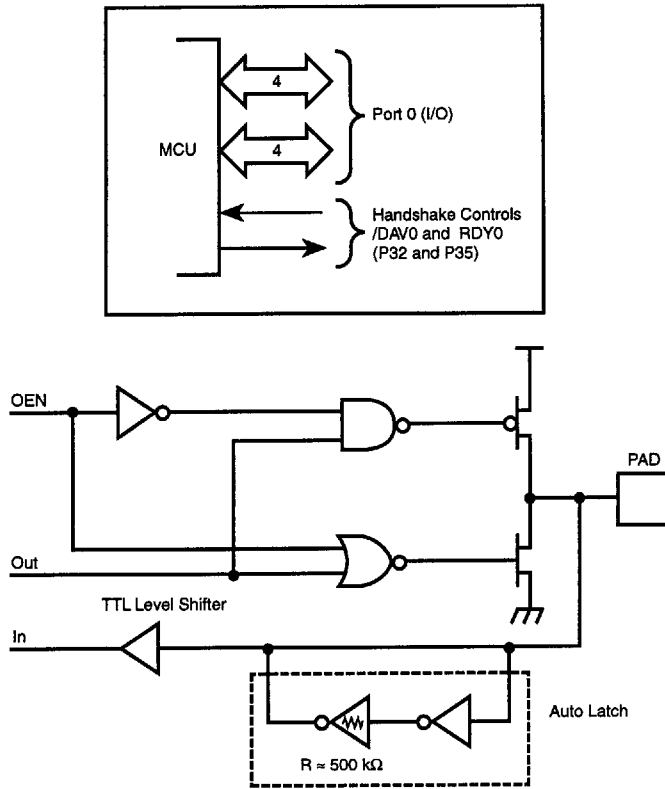 4
MCU
Port 0 (I/O)
4
Handshake Controls
/DAV0 and RDY0
(P32 and P35)
OEN
PAD
Out
TTL Level Shifter
In
Auto Latch
R ≈ 500 kΩ